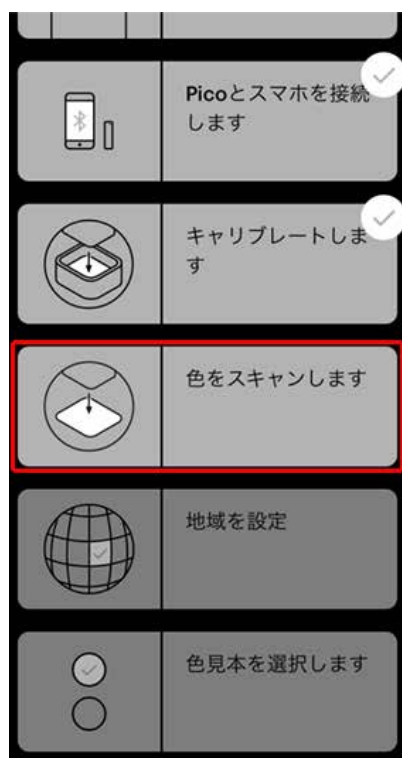 Picoとスマホを接続
します
キャリブレートしま
す
色をスキャンします
地域を設定
色見本を選択します